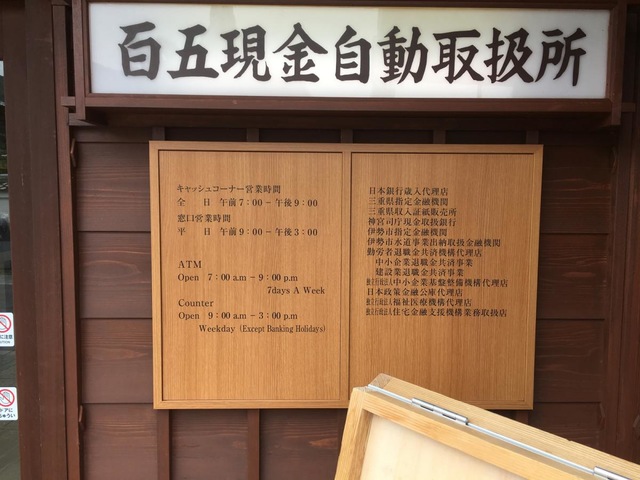 百五現金自動取扱所
キャッシュコーナー営業時間
全　日　午前7：00－午後9：00
窓口営業時間
平　日　午前9：00－午後3：00
ATM
Open　7：00 a.m－9：00 p.m
7days A Week
Counter
Open　9：00 a.m－3：00 p.m
Weekday (Except Banking Holidays)
日本銀行歳入代理店
三重県指定金融機関
三重県収入証紙販売所
神宮司庁現金取扱銀行
伊勢市指定金融機関
伊勢市水道事業出納取扱金融機関
勤労者退職金共済機構代理店
中小企業退職金共済事業
建設業退職金共済事業
独立行政法人中小企業基盤整備機構代理店
日本政策金融公庫代理店
独立行政法人福祉医療機構代理店
独立行政法人住宅金融支援機構業務取扱店
に注意